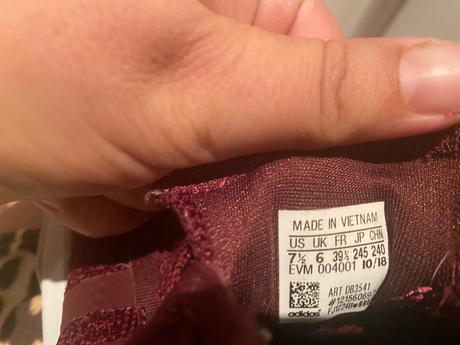 MADE IN VIETNAM
US UK FR JP CHN
7½ 6 39⅓ 245 240
EVM 004001 10/18
ART DB3541
adidas